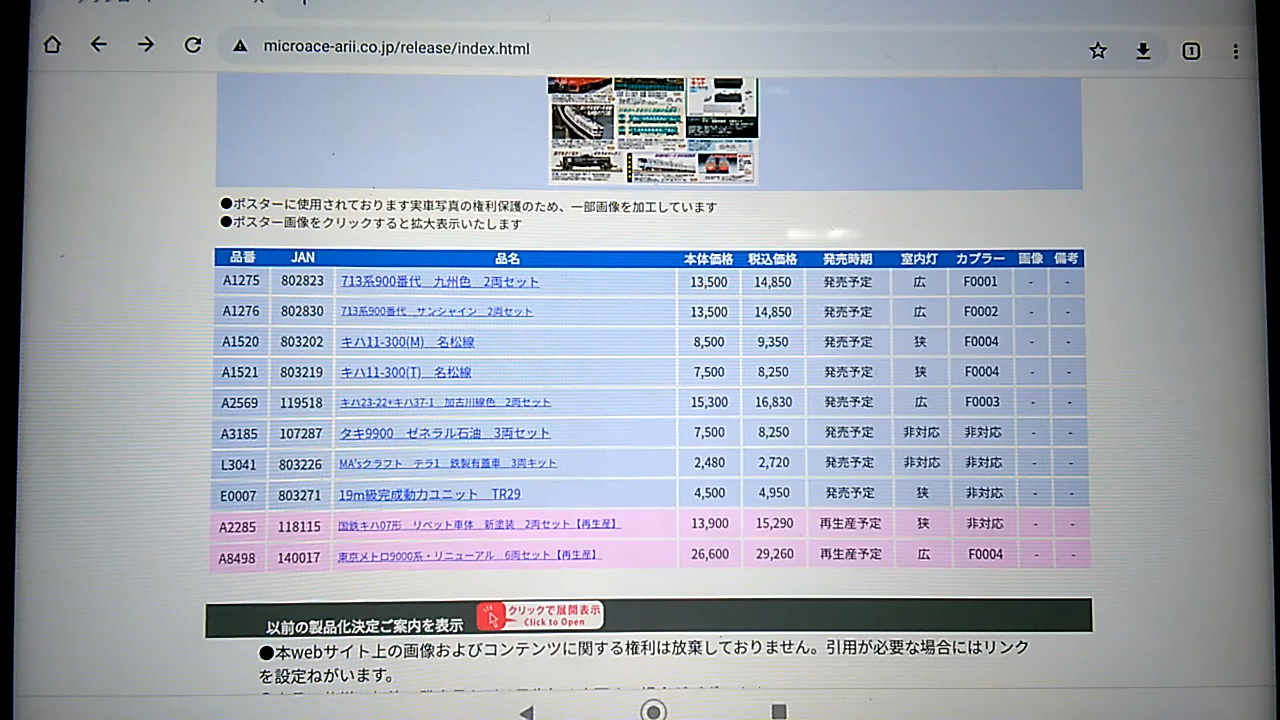 microace-arii.co.jp/release/index.html
1
●ポスターに使用されております実車写真の権利保護のため、一部画像を加工しています
●ポスター画像をクリックすると拡大表示いたします
品番 JAN 品名 本体価格 税込価格 発売時期 室内灯 カプラー 画像 備考
A1275 802823 713系900番代　九州色　2両セット 13,500 14,850 発売予定 広 F0001 - -
A1276 802830 713系900番代　サンシャイン　2両セット 13,500 14,850 発売予定 広 F0002 - -
A1520 803202 キハ11-300(M)　名松線 8,500 9,350 発売予定 狭 F0004 - -
A1521 803219 キハ11-300(T)　名松線 7,500 8,250 発売予定 狭 F0004 - -
A2569 119518 キハ23-22+キハ37-1　加古川線色　2両セット 15,300 16,830 発売予定 広 F0003 - -
A3185 107287 タキ9900　ゼネラル石油　3両セット 7,500 8,250 発売予定 非対応 非対応 - -
L3041 803226 MA'sクラフト　テラ1　鉄製有蓋車　3両キット 2,480 2,720 発売予定 非対応 非対応 - -
E0007 803271 19m級完成動力ユニット　TR29 4,500 4,950 発売予定 狭 非対応 - -
A2285 118115 国鉄キハ07形　リベット車体　新塗装　2両セット【再生産】 13,900 15,290 再生産予定 狭 非対応 - -
A8498 140017 東京メトロ9000系・リニューアル　6両セット【再生産】 26,600 29,260 再生産予定 広 F0004 - -
以前の製品化決定ご案内を表示 クリックで展開表示
Click to Open
●本webサイト上の画像およびコンテンツに関する権利は放棄しておりません。引用が必要な場合にはリンク
を設定ねがいます。